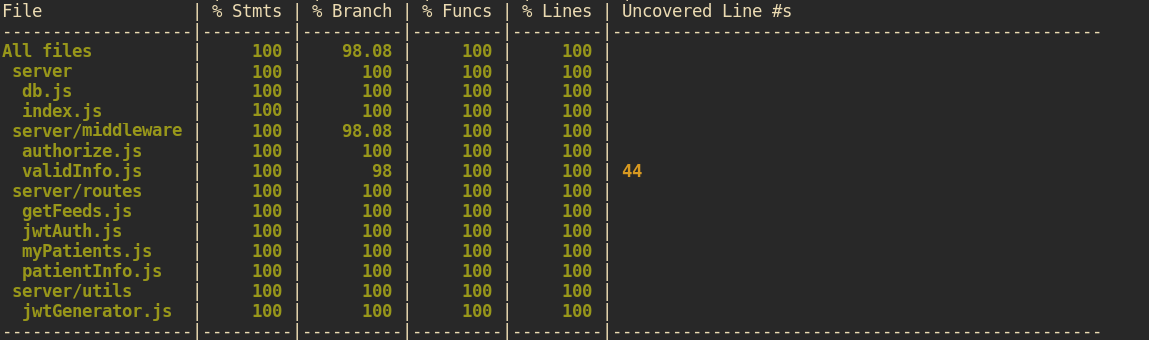 File               | % Stmts | % Branch | % Funcs | % Lines | Uncovered Line #s
-------------------|---------|----------|---------|---------|-------------------------------------------------
All files          |     100 |    98.08 |     100 |     100 |
 server            |     100 |      100 |     100 |     100 |
  db.js            |     100 |      100 |     100 |     100 |
  index.js         |     100 |      100 |     100 |     100 |
 server/middleware |     100 |    98.08 |     100 |     100 |
  authorize.js     |     100 |      100 |     100 |     100 |
  validInfo.js     |     100 |       98 |     100 |     100 | 44
 server/routes     |     100 |      100 |     100 |     100 |
  getFeeds.js      |     100 |      100 |     100 |     100 |
  jwtAuth.js       |     100 |      100 |     100 |     100 |
  myPatients.js    |     100 |      100 |     100 |     100 |
  patientInfo.js   |     100 |      100 |     100 |     100 |
 server/utils      |     100 |      100 |     100 |     100 |
  jwtGenerator.js  |     100 |      100 |     100 |     100 |
-------------------|---------|----------|---------|---------|-------------------------------------------------